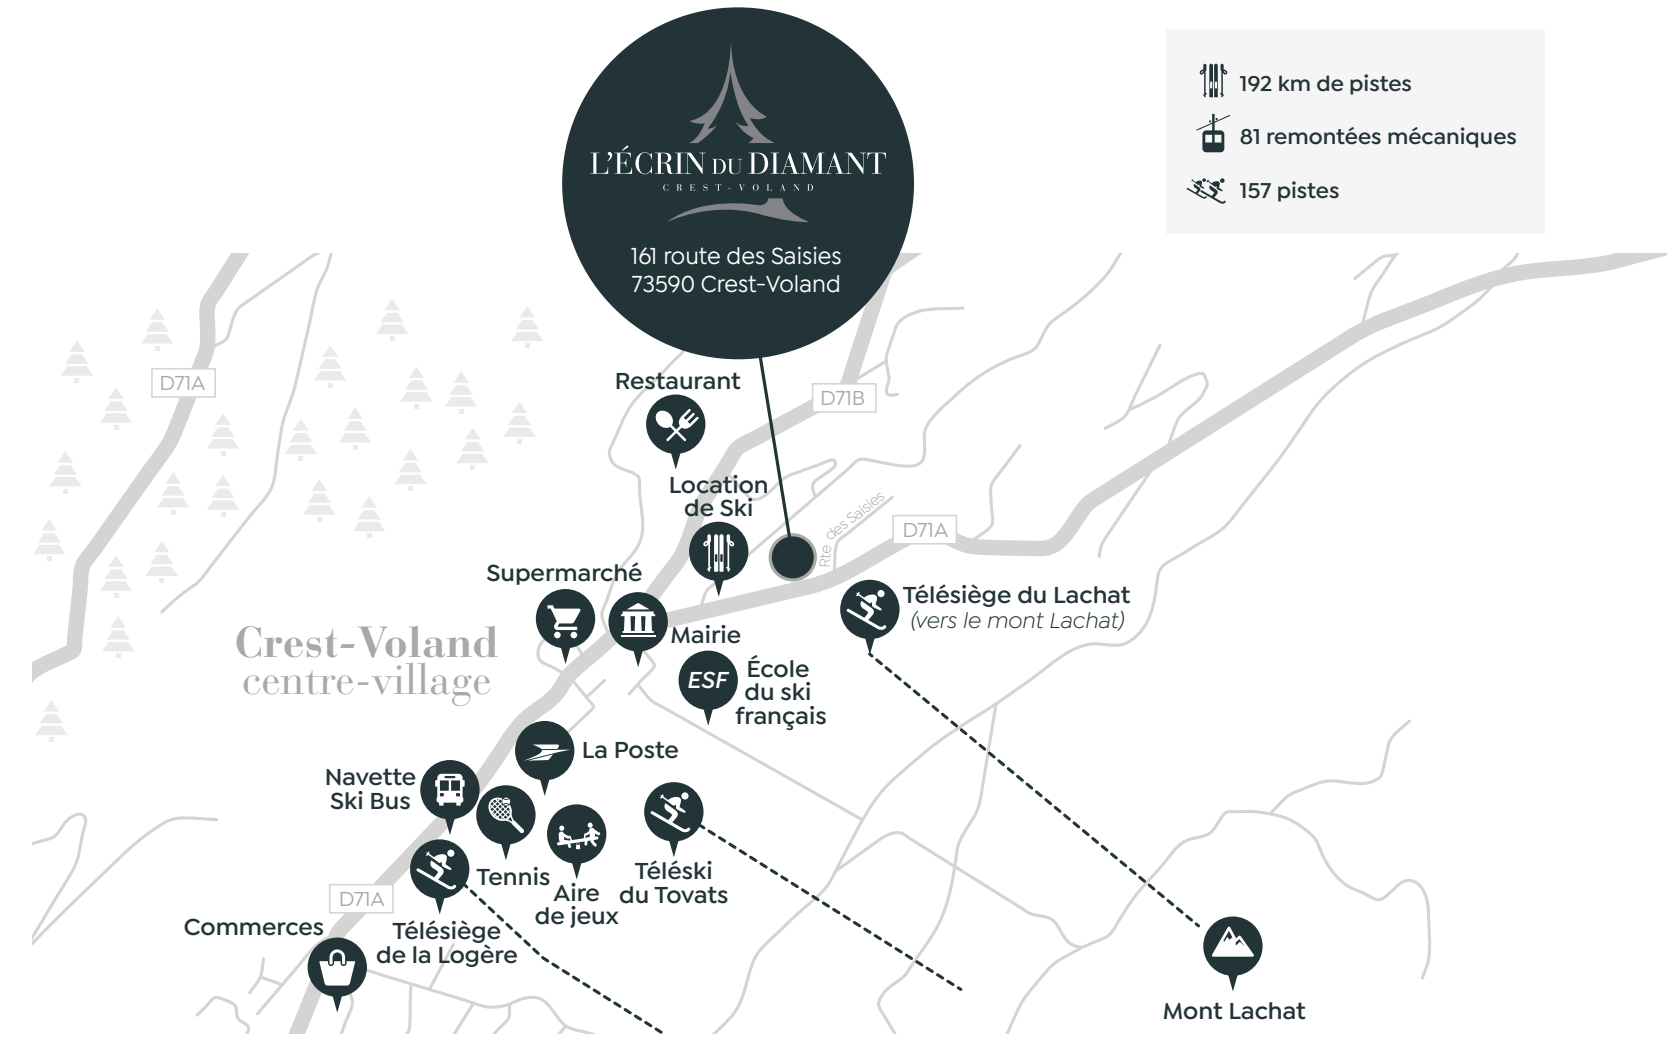 L'ÉCRIN DU DIAMANT
CREST-VOLAND
161 route des Saisies
73590 Crest-Voland
192 km de pistes
81 remontées mécaniques
157 pistes
D71A
Restaurant
D71B
Location
de Ski
Rte des Saisies
D71A
Supermarché
Télésiège du Lachat
(vers le mont Lachat)
Crest-Voland
centre-village
Mairie
ESF
École
du ski
français
La Poste
Navette
Ski Bus
Tennis
Aire
de jeux
Téléski
du Tovats
D71A
Commerces
Télésiège
de la Logère
Mont Lachat